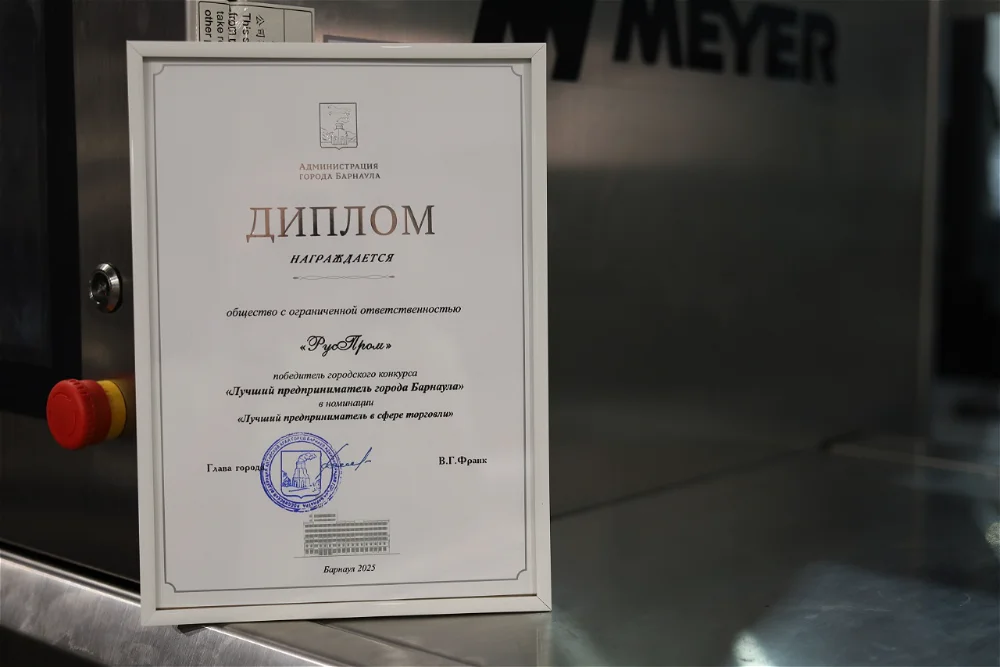 MEYER
Администрация
города Барнаула
ДИПЛОМ
НАГРАЖДАЕТСЯ
общество с ограниченной ответственностью
«РусПром»
победитель городского конкурса
«Лучший предприниматель города Барнаула»
в номинации
«Лучший предприниматель в сфере торговли»
Глава города
В.Г.Франк
Барнаул 2025